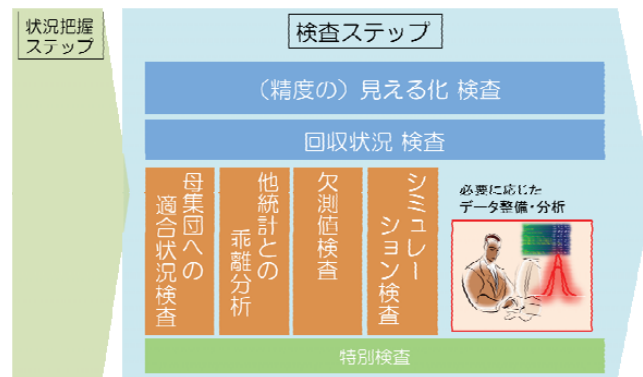 状況把握
ステップ
検査ステップ
（精度の）見える化 検査
回収状況 検査
母集団への
適合状況検査
他統計との
乖離分析
欠測値検査
シミュレー
ション検査
必要に応じた
データ整備・分析
特別検査